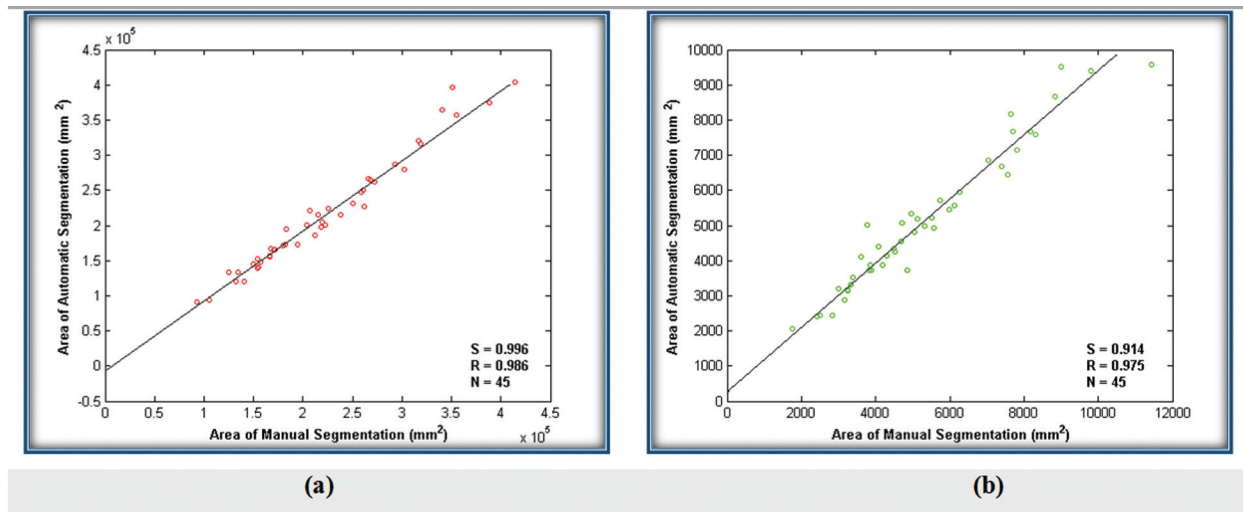 x 10^5
4.5
4
3.5
3
2.5
2
1.5
1
0.5
0
-0.5
Area of Automatic Segmentation (mm ²)
S = 0.996
R = 0.986
N = 45
0 0.5 1 1.5 2 2.5 3 3.5 4 4.5
Area of Manual Segmentation (mm²)
x 10^5
(a)
10000
9000
8000
7000
6000
5000
4000
3000
2000
1000
0
Area of Automatic Segmentation (mm ²)
S = 0.914
R = 0.975
N = 45
0 2000 4000 6000 8000 10000 12000
Area of Manual Segmentation (mm²)
(b)